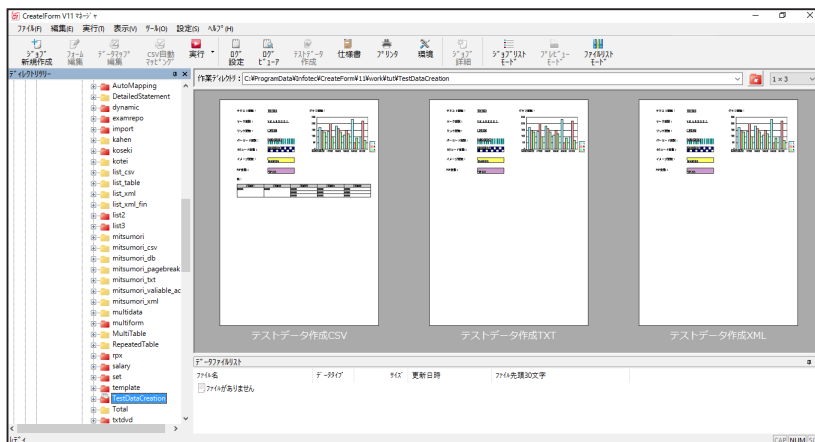 Create!Form V11 ﾏﾈｰｼﾞｬ
ﾌｧｲﾙ(F) 編集(E) 実行(T) 表示(V) ﾂｰﾙ(O) 設定(S) ﾍﾙﾌﾟ(H)
ｼﾞｮﾌﾞ新規作成 ﾌｫｰﾑ編集 ﾃﾞｰﾀﾏｯﾌﾟ編集 CSV自動ﾏｯﾋﾟﾝｸﾞ 実行 ﾛｸﾞ設定 ﾛｸﾞﾋﾞｭｰｱ ﾃｽﾄﾃﾞｰﾀ作成 仕様書 ﾌﾟﾘﾝﾀ 環境 ｼﾞｮﾌﾞ詳細 ｼﾞｮﾌﾞﾘｽﾄﾓｰﾄﾞ ﾌﾟﾚﾋﾞｭｰﾓｰﾄﾞ ﾌｧｲﾙﾘｽﾄﾓｰﾄﾞ
ﾃﾞｨﾚｸﾄﾘﾂﾘｰ
作業ﾃﾞｨﾚｸﾄﾘ : C:¥ProgramData¥Infotec¥CreateForm¥11¥work¥tut¥TestDataCreation
1×3
AutoMapping
DetailedStatement
dynamic
examrepo
import
kahen
koseki
kotei
list_csv
list_table
list_xml
list_xml_fin
list2
list3
mitsumori
mitsumori_csv
mitsumori_db
mitsumori_pagebreak
mitsumori_txt
mitsumori_valiable_ac
mitsumori_xml
multidata
multiform
MultiTable
RepeatedTable
rpx
salary
set
template
TestDataCreation
Total
txtdvd
テストデータ作成CSV
テストデータ作成TXT
テストデータ作成XML
ﾃﾞｰﾀﾌｧｲﾙﾘｽﾄ
ﾌｧｲﾙ名 ﾃﾞｰﾀﾀｲﾌﾟ ｻｲｽﾞ 更新日時 ﾌｧｲﾙ先頭30文字
ﾌｧｲﾙがありません
ﾚﾃﾞｨ
CAP NUM SC